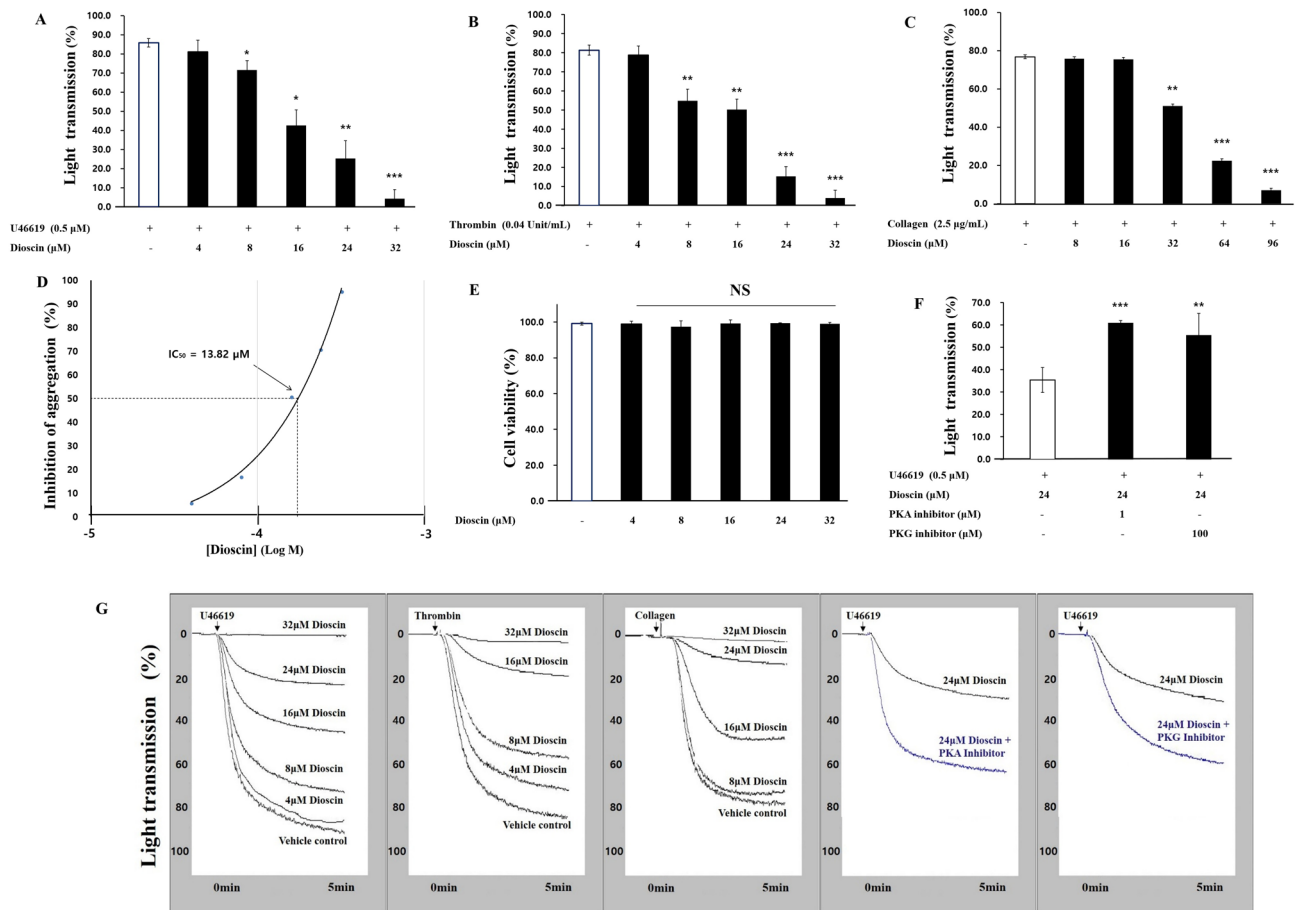 A
Light transmission (%)
100.0
90.0
80.0
70.0
60.0
50.0
40.0
30.0
20.0
10.0
0.0
*
*
**
***
U46619 (0.5 µM) + + + + + +
Dioscin (µM) - 4 8 16 24 32
B
Light transmission (%)
100.0
90.0
80.0
70.0
60.0
50.0
40.0
30.0
20.0
10.0
0.0
**
**
***
***
Thrombin (0.04 Unit/mL) + + + + + +
Dioscin (µM) - 4 8 16 24 32
C
Light transmission (%)
100.0
80.0
60.0
40.0
20.0
0.0
**
***
***
Collagen (2.5 µg/mL) + + + + + +
Dioscin (µM) - 8 16 32 64 96
D
Inhibition of aggregation (%)
100
90
80
70
60
50
40
30
20
10
0
IC₅₀ = 13.82 µM
-5 -4 -3
[Dioscin] (Log M)
E
NS
Cell viability (%)
120.0
100.0
80.0
60.0
40.0
20.0
0.0
Dioscin (µM) - 4 8 16 24 32
F
Light transmission (%)
70.0
60.0
50.0
40.0
30.0
20.0
10.0
0.0
***
**
U46619 (0.5 µM) + + +
Dioscin (µM) 24 24 24
PKA inhibitor (µM) - 1 -
PKG inhibitor (µM) - - 100
G
Light transmission (%)
U46619
0
20
40
60
80
100
32µM Dioscin
24µM Dioscin
16µM Dioscin
8µM Dioscin
4µM Dioscin
Vehicle control
0min 5min
Thrombin
0
20
40
60
80
100
32µM Dioscin
16µM Dioscin
8µM Dioscin
4µM Dioscin
Vehicle control
0min 5min
Collagen
0
20
40
60
80
100
32µM Dioscin
24µM Dioscin
16µM Dioscin
8µM Dioscin
Vehicle control
0min 5min
U46619
0
20
40
60
80
100
24µM Dioscin
24µM Dioscin +
PKA Inhibitor
0min 5min
U46619
0
20
40
60
80
100
24µM Dioscin
24µM Dioscin +
PKG Inhibitor
0min 5min